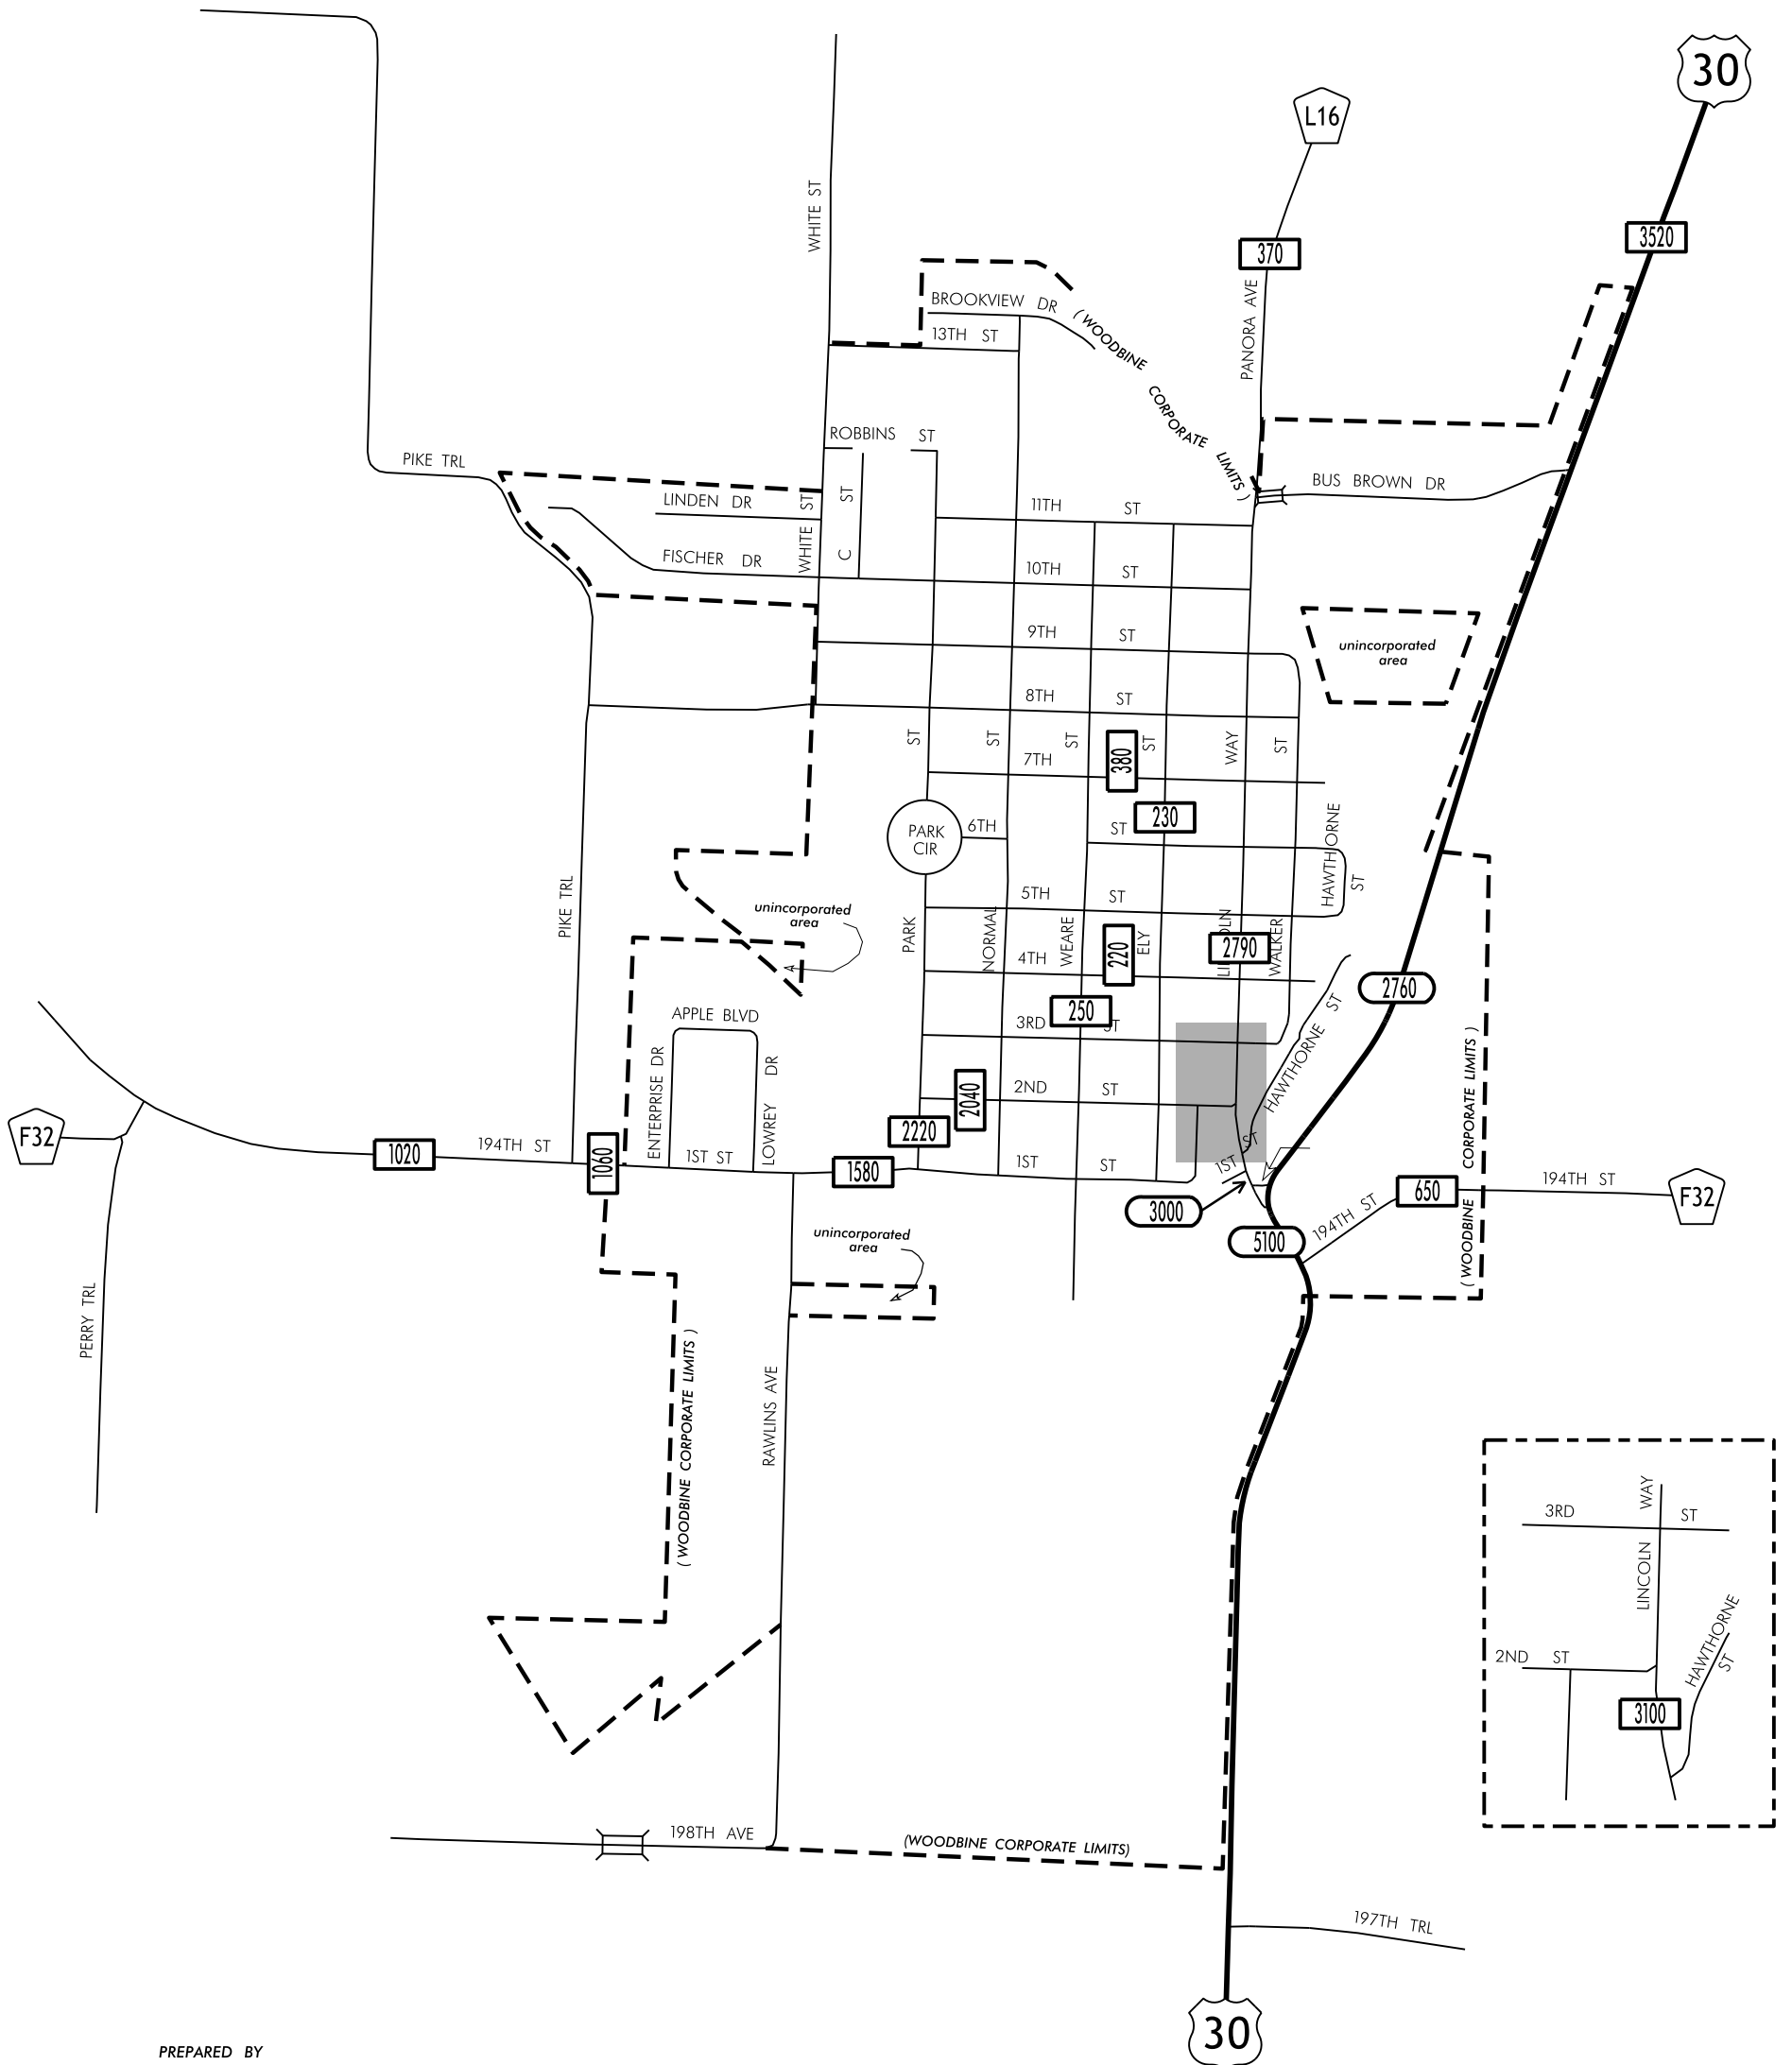 30
L16
WHITE ST
3520
370
PANORA AVE
BROOKVIEW DR
( WOODBINE CORPORATE LIMITS )
13TH ST
ROBBINS ST
PIKE TRL
LINDEN DR
WHITE ST
C ST
BUS BROWN DR
11TH ST
FISCHER DR
10TH ST
9TH ST
unincorporated
area
8TH ST
ST
ST
ST
ST
WAY
ST
380
7TH
230
PARK
CIR
6TH
ST
HAWTHORNE ST
PIKE TRL
5TH ST
unincorporated
area
PARK
NORMAL
WEARE
ELY
WALKER
220
2790
4TH
2760
250
APPLE BLVD
3RD ST
HAWTHORNE ST
ENTERPRISE DR
LOWREY DR
( WOODBINE CORPORATE LIMITS )
2ND ST
2040
2220
F32
1020
194TH ST
1060
1ST ST
1580
1ST ST
1ST ST
650
194TH ST
F32
3000
194TH ST
5100
unincorporated
area
PERRY TRL
( WOODBINE CORPORATE LIMITS )
RAWLINS AVE
3RD ST
LINCOLN WAY
HAWTHORNE ST
2ND ST
3100
198TH AVE
(WOODBINE CORPORATE LIMITS)
197TH TRL
30
PREPARED BY